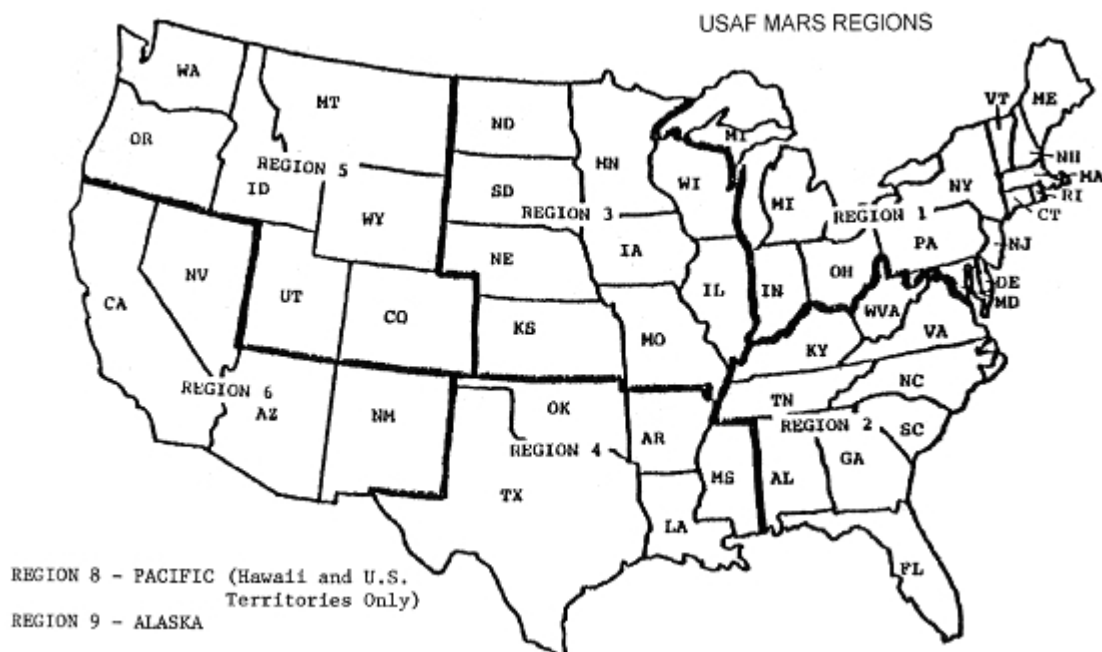 USAF MARS REGIONS
WA
MT
ND
MN
MI
VT
ME
OR
NH
MA
REGION 5
ID
SD
WI
NY
RI
WY
REGION 3
MI
REGION 1
CT
IA
PA
NJ
NE
OH
NV
IL
IN
DE
UT
MD
CA
CO
WVA
KS
MO
VA
KY
REGION 6
NC
AZ
TN
NM
OK
REGION 2
SC
AR
REGION 4
GA
MS
AL
TX
LA
FL
REGION 8 - PACIFIC (Hawaii and U.S.
Territories Only)
REGION 9 - ALASKA